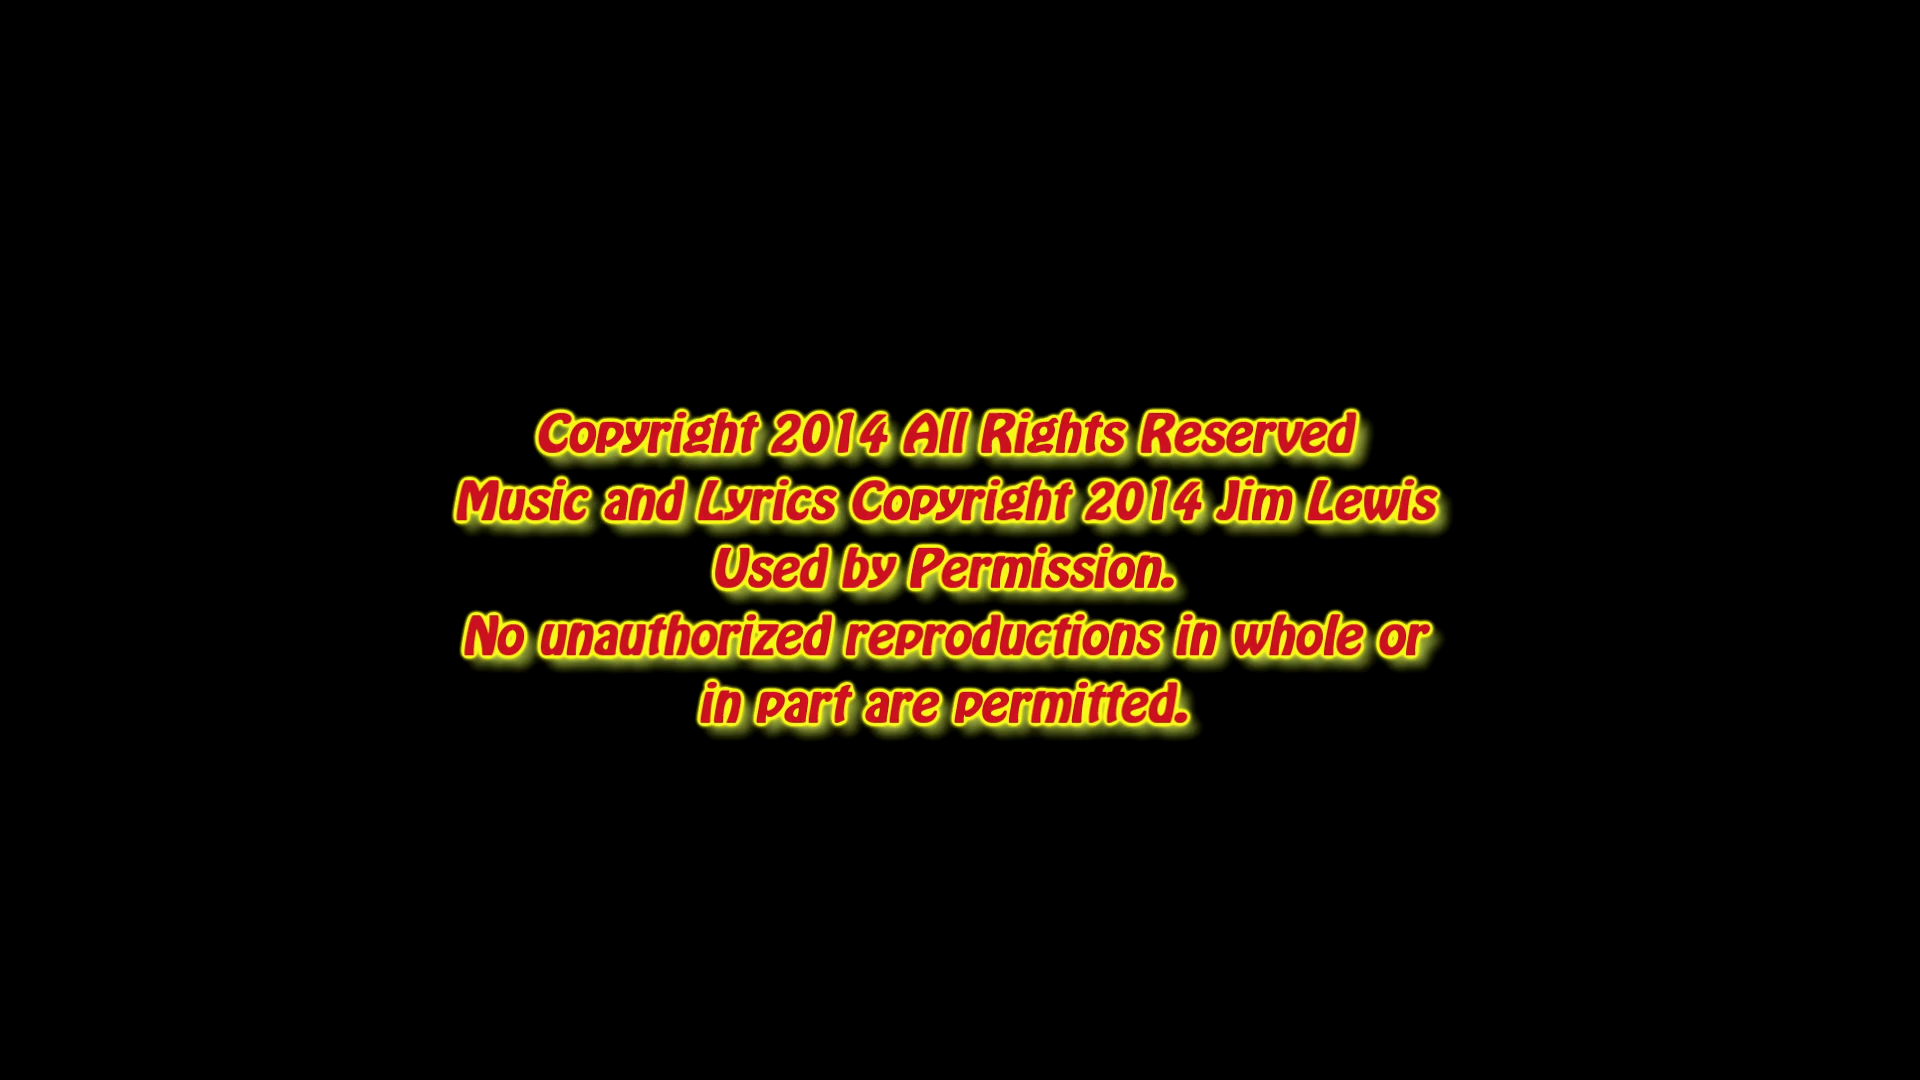 Copyright 2014 All Rights Reserved
Music and Lyrics Copyright 2014 Jim Lewis
Used by Permission.
No unauthorized reproductions in whole or
in part are permitted.